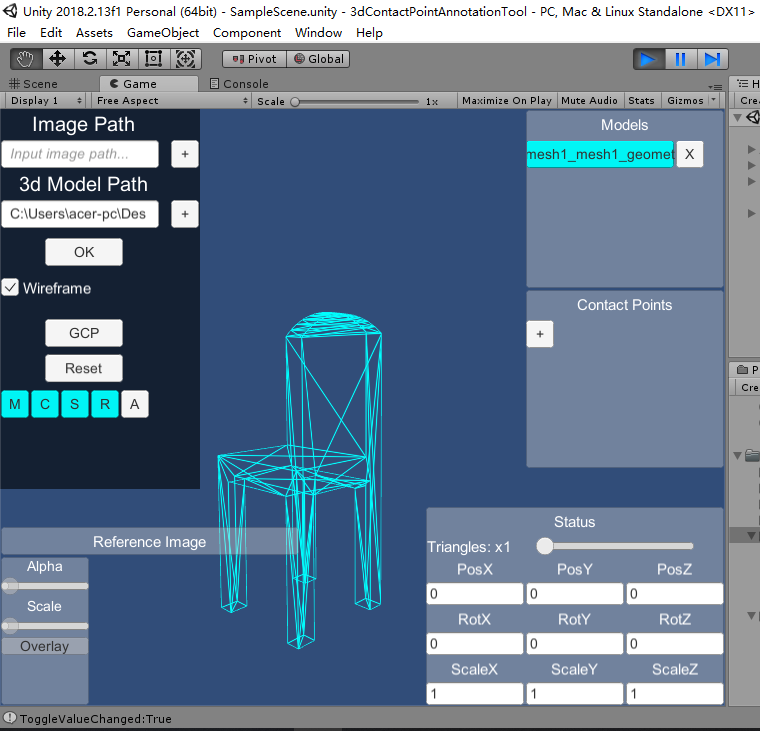 Unity 2018.2.13f1 Personal (64bit) - SampleScene.unity - 3dContactPointAnnotationTool - PC, Mac & Linux Standalone <DX11>
File Edit Assets GameObject Component Window Help
Pivot Global
Scene Game Console
Display 1 Free Aspect Scale 1x Maximize On Play Mute Audio Stats Gizmos
Image Path
Input image path... +
3d Model Path
C:\Users\acer-pc\Des +
OK
Wireframe
GCP
Reset
M C S R A
Models
mesh1_mesh1_geomet X
Contact Points
+
Reference Image
Alpha
Scale
Overlay
Status
Triangles: x1
PosX PosY PosZ
0 0 0
RotX RotY RotZ
0 0 0
ScaleX ScaleY ScaleZ
1 1 1
H
Crea
P
Cre
ToggleValueChanged:True